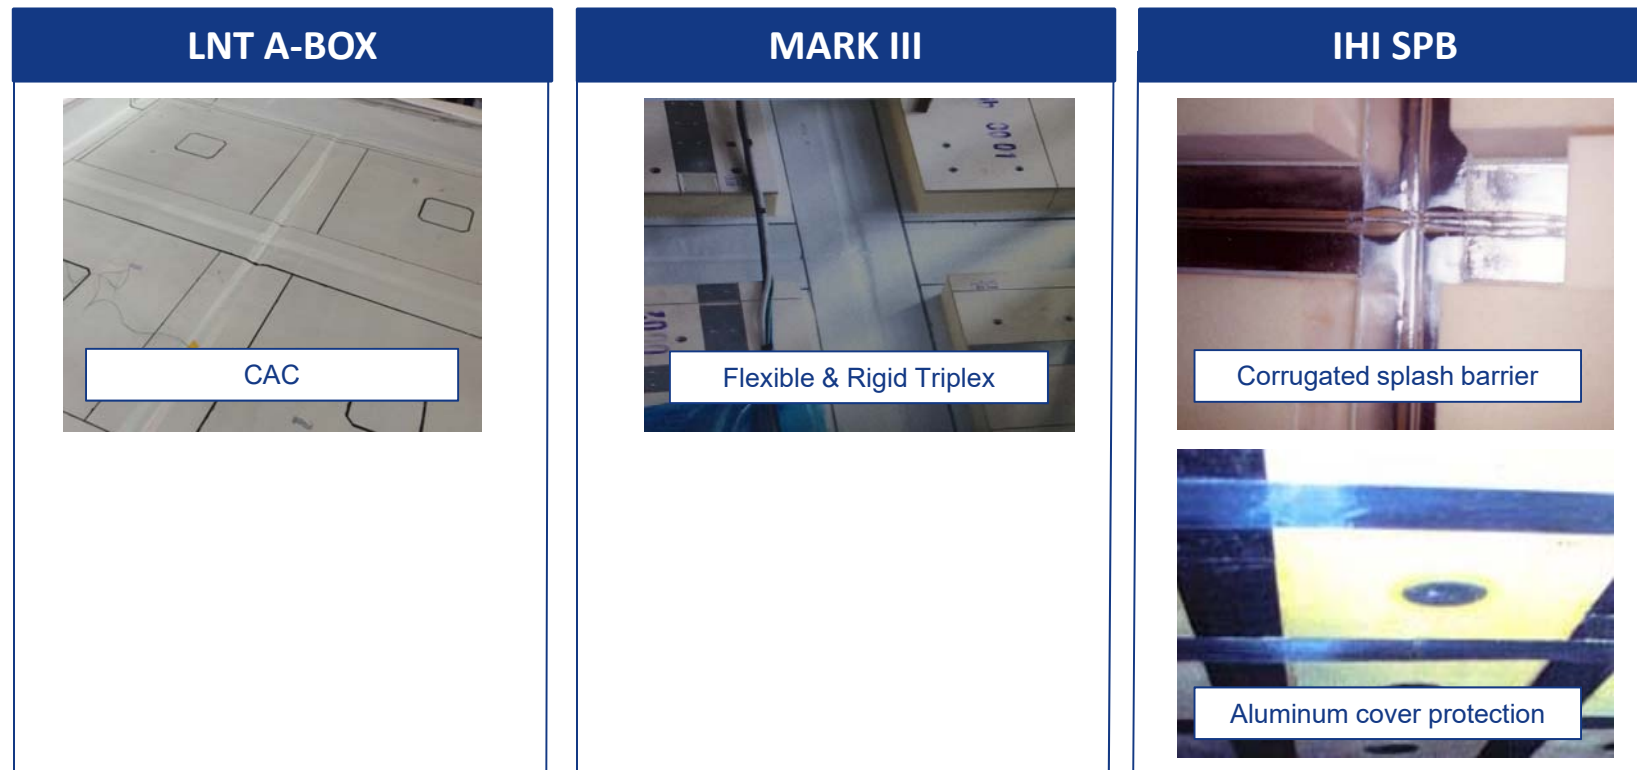 LNT A-BOX
CAC
MARK III
Flexible & Rigid Triplex
IHI SPB
Corrugated splash barrier
Aluminum cover protection